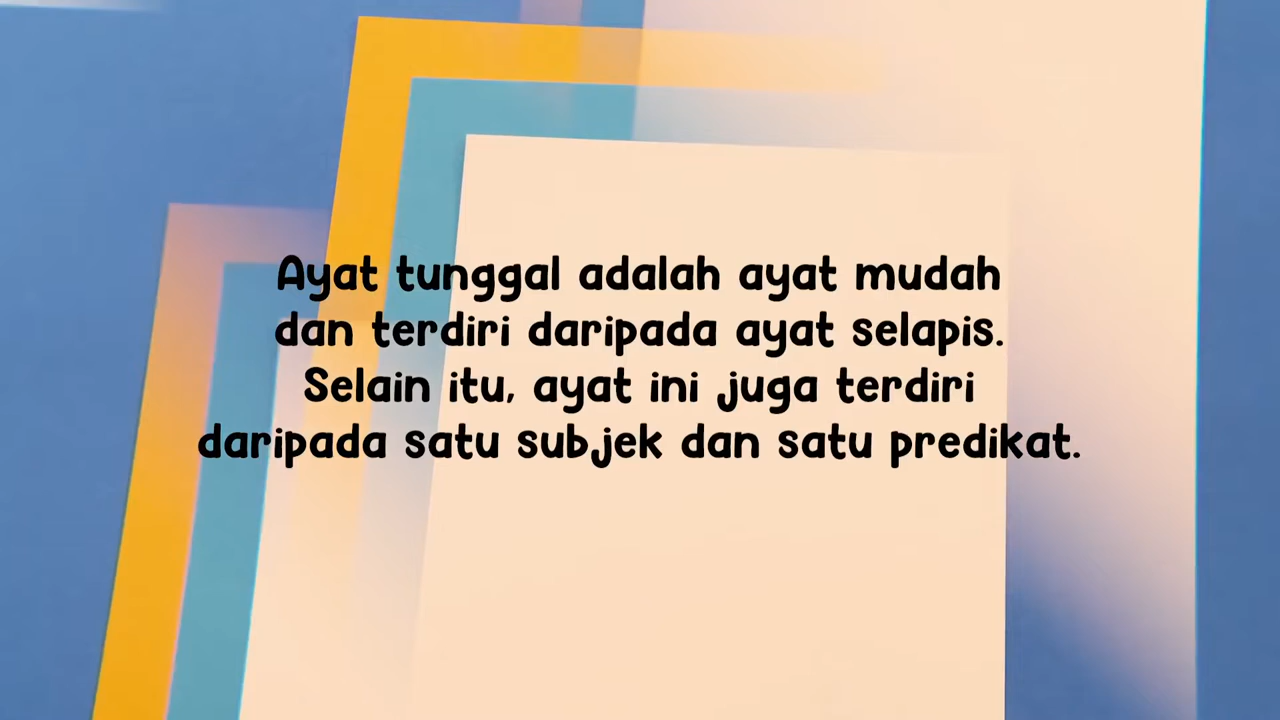 Ayat tunggal adalah ayat mudah
dan terdiri daripada ayat selapis.
Selain itu, ayat ini juga terdiri
daripada satu subjek dan satu predikat.